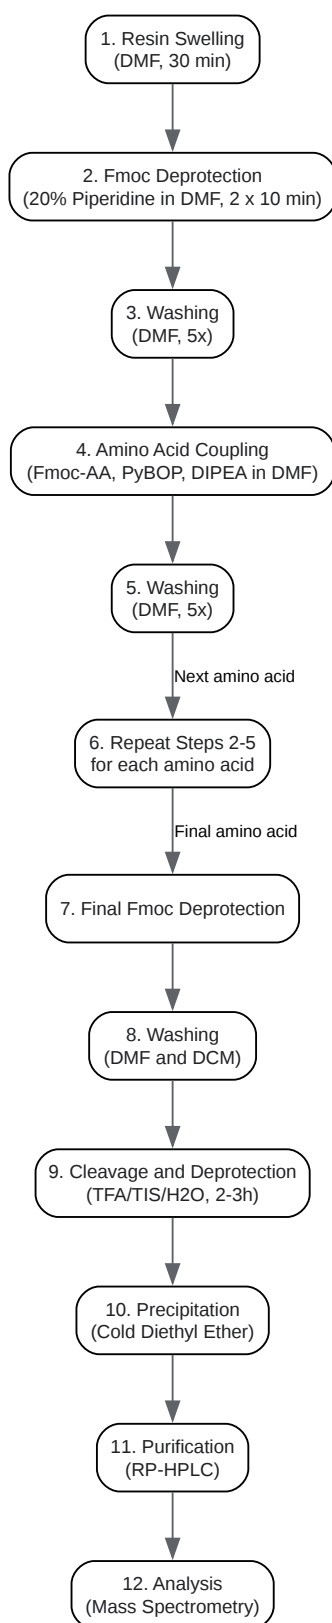 1. Resin Swelling
(DMF, 30 min)
2. Fmoc Deprotection
(20% Piperidine in DMF, 2 x 10 min)
3. Washing
(DMF, 5x)
4. Amino Acid Coupling
(Fmoc-AA, PyBOP, DIPEA in DMF)
5. Washing
(DMF, 5x)
Next amino acid
6. Repeat Steps 2-5
for each amino acid
Final amino acid
7. Final Fmoc Deprotection
8. Washing
(DMF and DCM)
9. Cleavage and Deprotection
(TFA/TIS/H2O, 2-3h)
10. Precipitation
(Cold Diethyl Ether)
11. Purification
(RP-HPLC)
12. Analysis
(Mass Spectrometry)